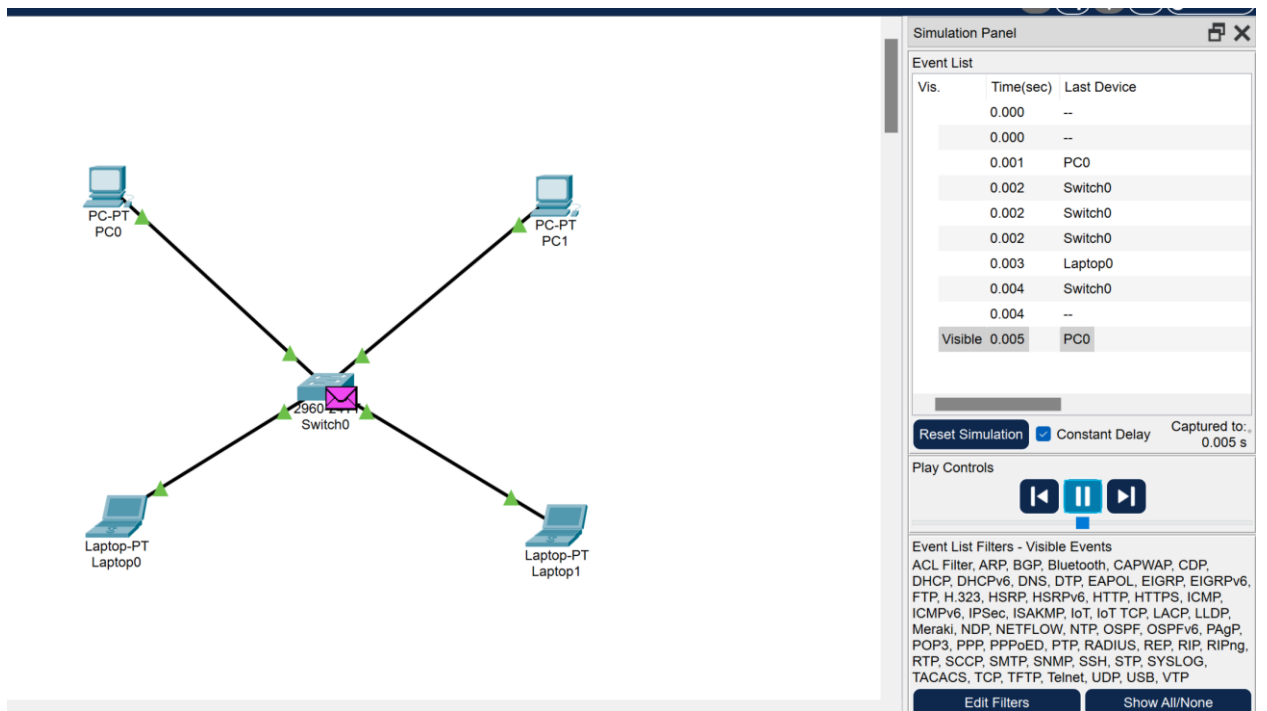 Simulation Panel
Event List
Vis. Time(sec) Last Device
0.000 --
0.000 --
0.001 PC0
0.002 Switch0
0.002 Switch0
0.002 Switch0
0.003 Laptop0
0.004 Switch0
0.004 --
Visible 0.005 PC0
Reset Simulation Constant Delay Captured to:
0.005 s
Play Controls
Event List Filters - Visible Events
ACL Filter, ARP, BGP, Bluetooth, CAPWAP, CDP,
DHCP, DHCPv6, DNS, DTP, EAPOL, EIGRP, EIGRPv6,
FTP, H.323, HSRP, HSRPv6, HTTP, HTTPS, ICMP,
ICMPv6, IPSec, ISAKMP, IoT, IoT TCP, LACP, LLDP,
Meraki, NDP, NETFLOW, NTP, OSPF, OSPFv6, PAgP,
POP3, PPP, PPPoED, PTP, RADIUS, REP, RIP, RIPng,
RTP, SCCP, SMTP, SNMP, SSH, STP, SYSLOG,
TACACS, TCP, TFTP, Telnet, UDP, USB, VTP
Edit Filters Show All/None
PC-PT
PC0
PC-PT
PC1
Switch0
Laptop-PT
Laptop0
Laptop-PT
Laptop1